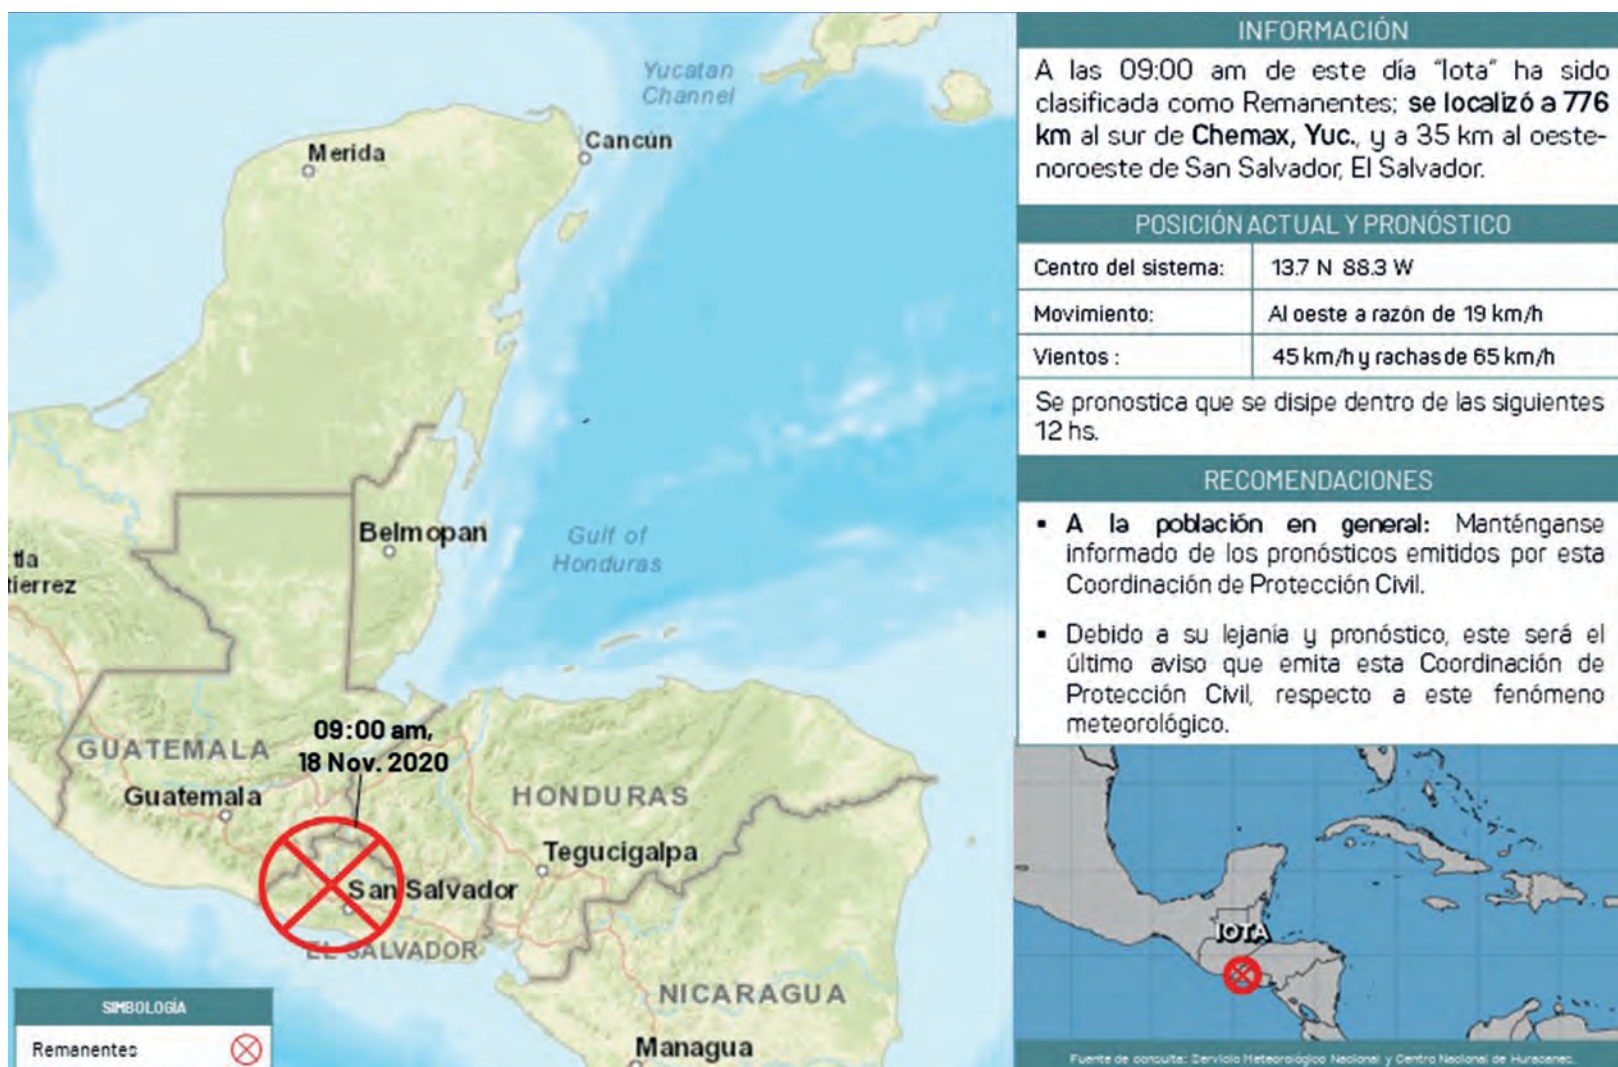 Yucatan
Channel
Cancún
Merida
Belmopan
Gulf of
Honduras
tla
tierrez
09:00 am,
18 Nov. 2020
GUATEMALA
Guatemala
HONDURAS
Tegucigalpa
San Salvador
EL SALVADOR
NICARAGUA
Managua
SIMBOLOGÍA
Remanentes
INFORMACIÓN
A las 09:00 am de este día "Iota" ha sido
clasificada como Remanentes; se localizó a 776
km al sur de Chemax, Yuc., y a 35 km al oeste-
noroeste de San Salvador, El Salvador.
POSICIÓN ACTUAL Y PRONÓSTICO
Centro del sistema: 13.7 N 88.3 W
Movimiento: Al oeste a razón de 19 km/h
Vientos : 45 km/h y rachas de 65 km/h
Se pronostica que se disipe dentro de las siguientes
12 hs.
RECOMENDACIONES
▪ A la población en general: Manténganse
informado de los pronósticos emitidos por esta
Coordinación de Protección Civil.
▪ Debido a su lejanía y pronóstico, este será el
último aviso que emita esta Coordinación de
Protección Civil, respecto a este fenómeno
meteorológico.
IOTA
Fuente de consulta: Servicio Meteorológico Nacional y Centro Nacional de Huracanes.